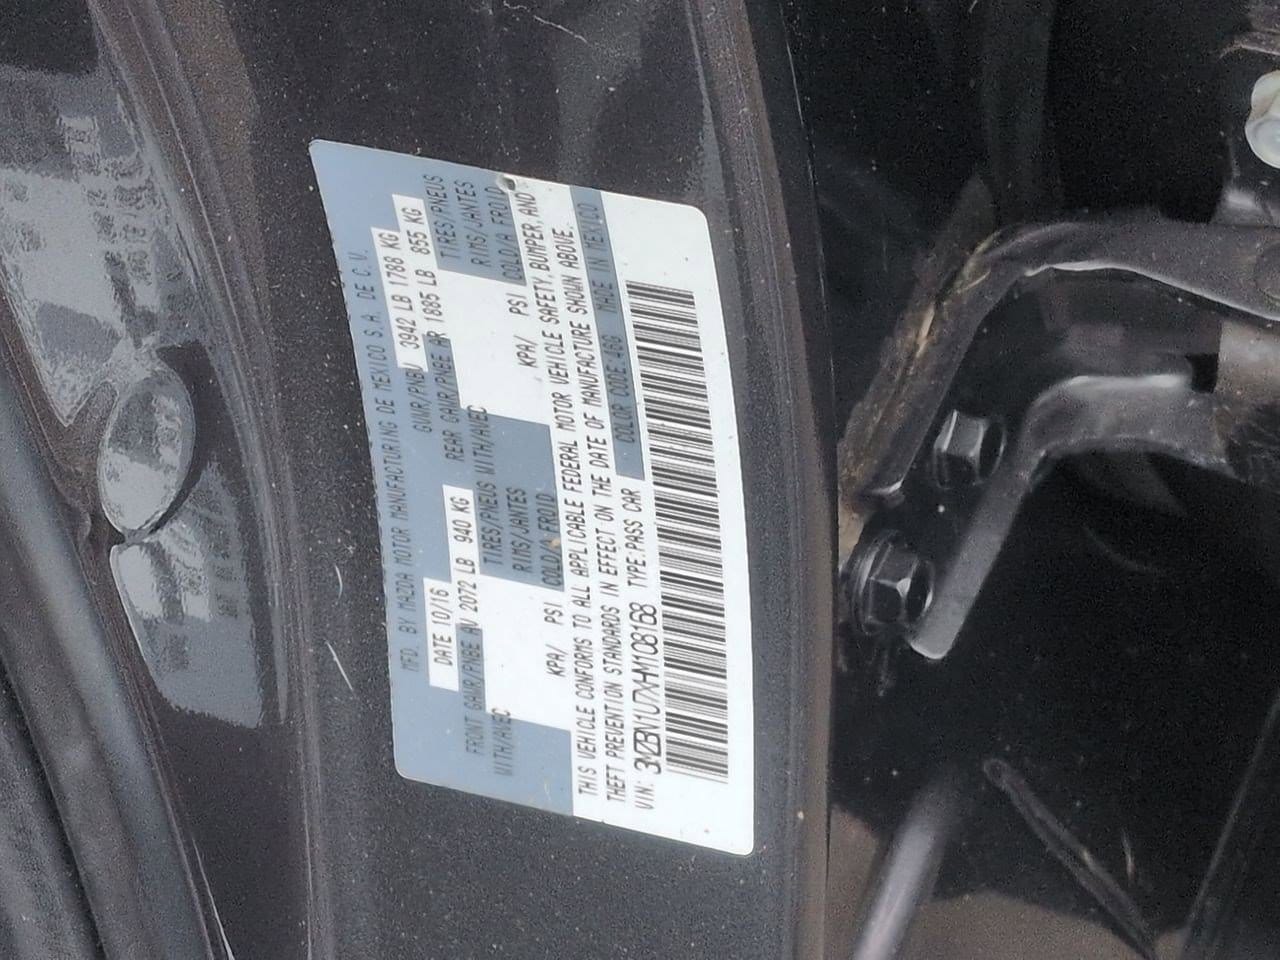 MFD. BY MAZDA MOTOR MANUFACTURING DE MEXICO S.A. DE C.V.
DATE 10/16 GVWR/PNBV 3942 LB 1788 KG
FRONT GAWR/PNBE AV 2072 LB 940 KG REAR GAWR/PNBE AR 1885 LB 855 KG
WITH/AVEC TIRES/PNEUS WITH/AVEC TIRES/PNEUS
RIMS/JANTES RIMS/JANTES
KPA/ PSI COLD/A FROID KPA/ PSI COLD/A FROID
THIS VEHICLE CONFORMS TO ALL APPLICABLE FEDERAL MOTOR VEHICLE SAFETY, BUMPER, AND
THEFT PREVENTION STANDARDS IN EFFECT ON THE DATE OF MANUFACTURE SHOWN ABOVE.
VIN: 3MZBN1U7XHM108168 TYPE:PASS CAR COLOR CODE:46G MADE IN MEXICO